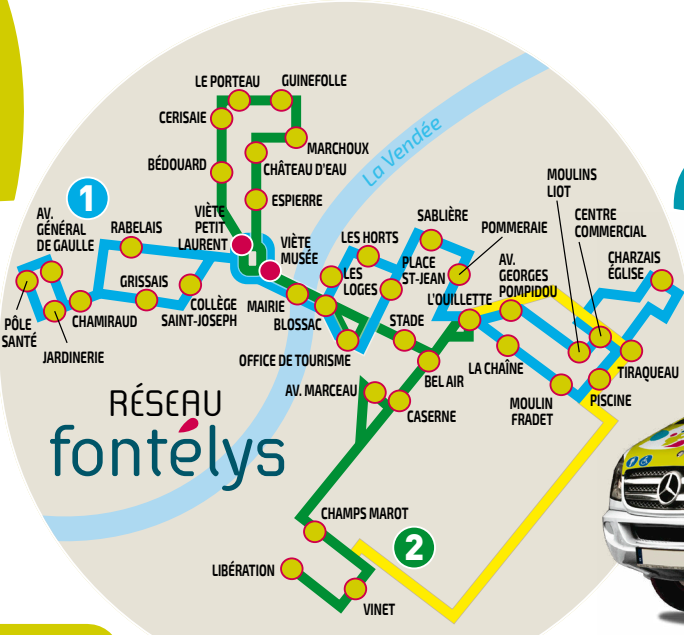 LE PORTEAU
GUINEFOLLE
CERISAIE
MARCHOUX
BÉDOUARD
CHÂTEAU D'EAU
La Vendée
1
ESPIERRE
AV.
GÉNÉRAL
DE GAULLE
RABELAIS
VIÈTE
PETIT
LAURENT
VIÈTE
MUSÉE
LES HORTS
SABLIÈRE
POMMERAIE
MOULINS
LIOT
CENTRE
COMMERCIAL
CHARZAIS
ÉGLISE
PLACE
ST-JEAN
AV.
GEORGES
POMPIDOU
LES
LOGES
L'OUILLETTE
PÔLE
SANTÉ
CHAMIRAUD
GRISSAIS
COLLÈGE
SAINT-JOSEPH
MAIRIE
BLOSSAC
STADE
JARDINERIE
OFFICE DE TOURISME
BEL AIR
LA CHAÎNE
TIRAQUEAU
AV. MARCEAU
CASERNE
MOULIN
FRADET
PISCINE
RÉSEAU
fontélys
CHAMPS MAROT
2
LIBÉRATION
VINET